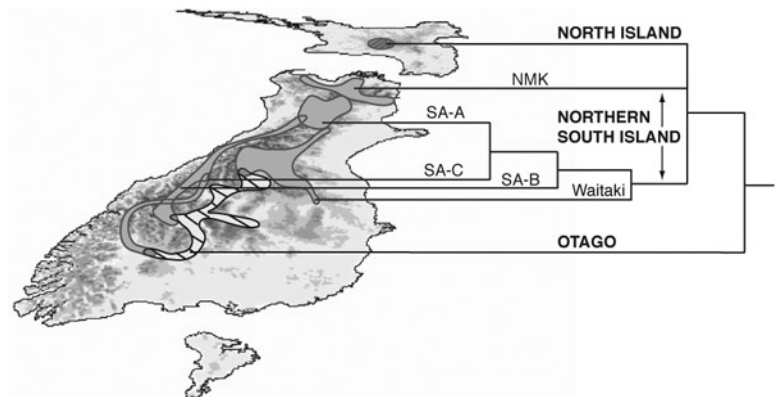 NORTH ISLAND
NMK
NORTHERN
SOUTH ISLAND
SA-A
SA-C
SA-B
Waitaki
OTAGO